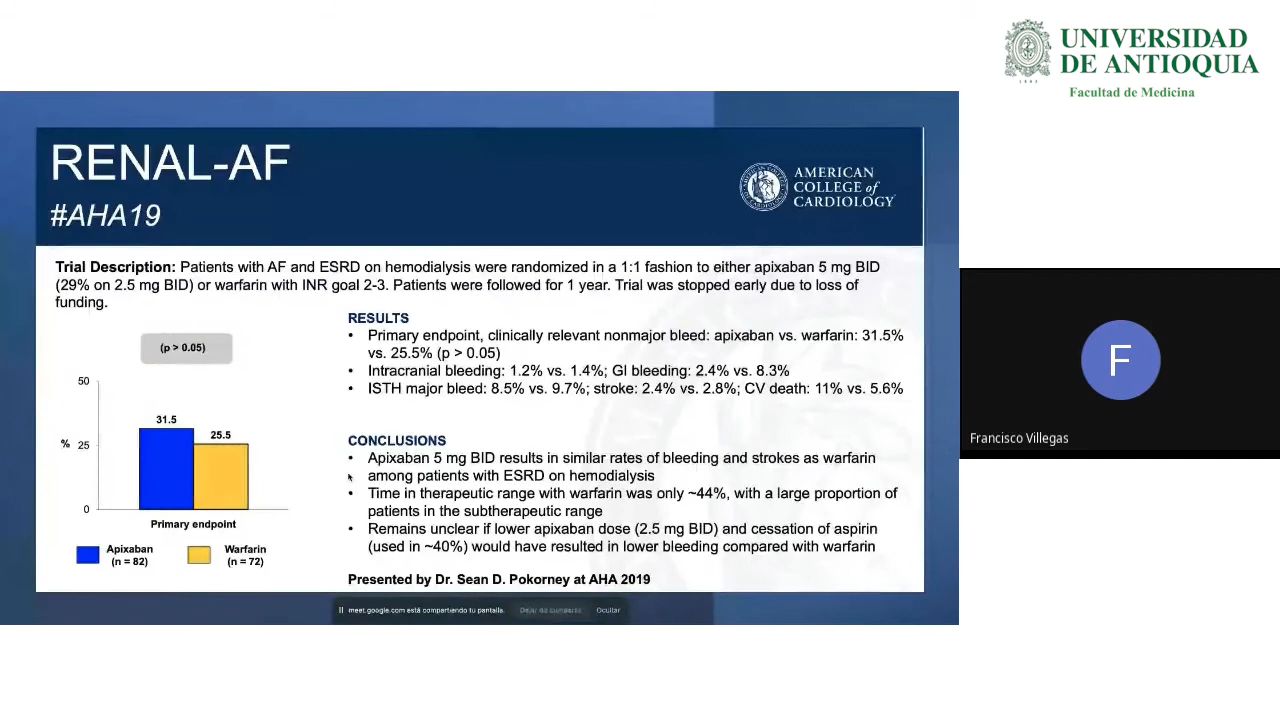 UNIVERSIDAD
DE ANTIOQUIA
1803
Facultad de Medicina
RENAL-AF
#AHA19
AMERICAN
COLLEGE of
CARDIOLOGY
Trial Description: Patients with AF and ESRD on hemodialysis were randomized in a 1:1 fashion to either apixaban 5 mg BID
(29% on 2.5 mg BID) or warfarin with INR goal 2-3. Patients were followed for 1 year. Trial was stopped early due to loss of
funding.
(p > 0.05)
50
31.5
25.5
% 25
0
Primary endpoint
Apixaban
(n = 82)
Warfarin
(n = 72)
RESULTS
• Primary endpoint, clinically relevant nonmajor bleed: apixaban vs. warfarin: 31.5%
vs. 25.5% (p > 0.05)
• Intracranial bleeding: 1.2% vs. 1.4%; GI bleeding: 2.4% vs. 8.3%
• ISTH major bleed: 8.5% vs. 9.7%; stroke: 2.4% vs. 2.8%; CV death: 11% vs. 5.6%
CONCLUSIONS
• Apixaban 5 mg BID results in similar rates of bleeding and strokes as warfarin
among patients with ESRD on hemodialysis
• Time in therapeutic range with warfarin was only ~44%, with a large proportion of
patients in the subtherapeutic range
• Remains unclear if lower apixaban dose (2.5 mg BID) and cessation of aspirin
(used in ~40%) would have resulted in lower bleeding compared with warfarin
Presented by Dr. Sean D. Pokorney at AHA 2019
meet.google.com está compartiendo tu pantalla.
Dejar de compartir
Ocultar
F
Francisco Villegas